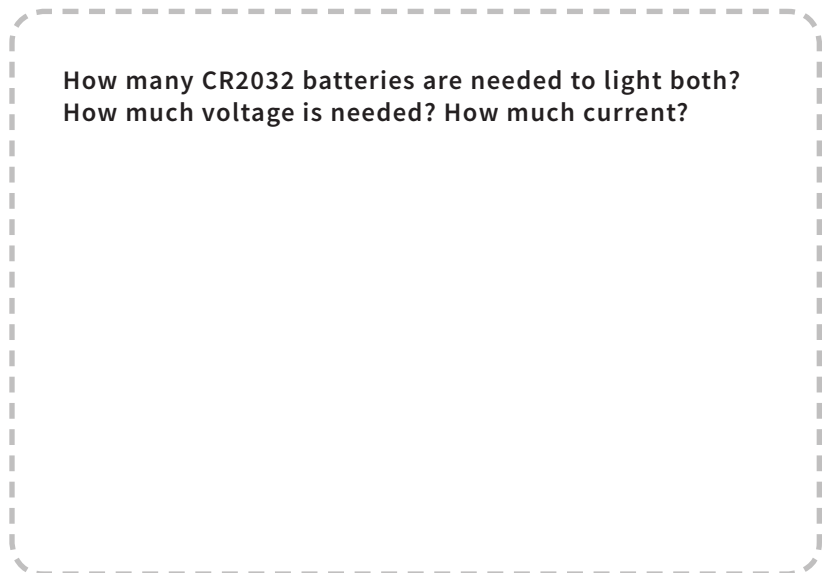 How many CR2032 batteries are needed to light both?
How much voltage is needed? How much current?